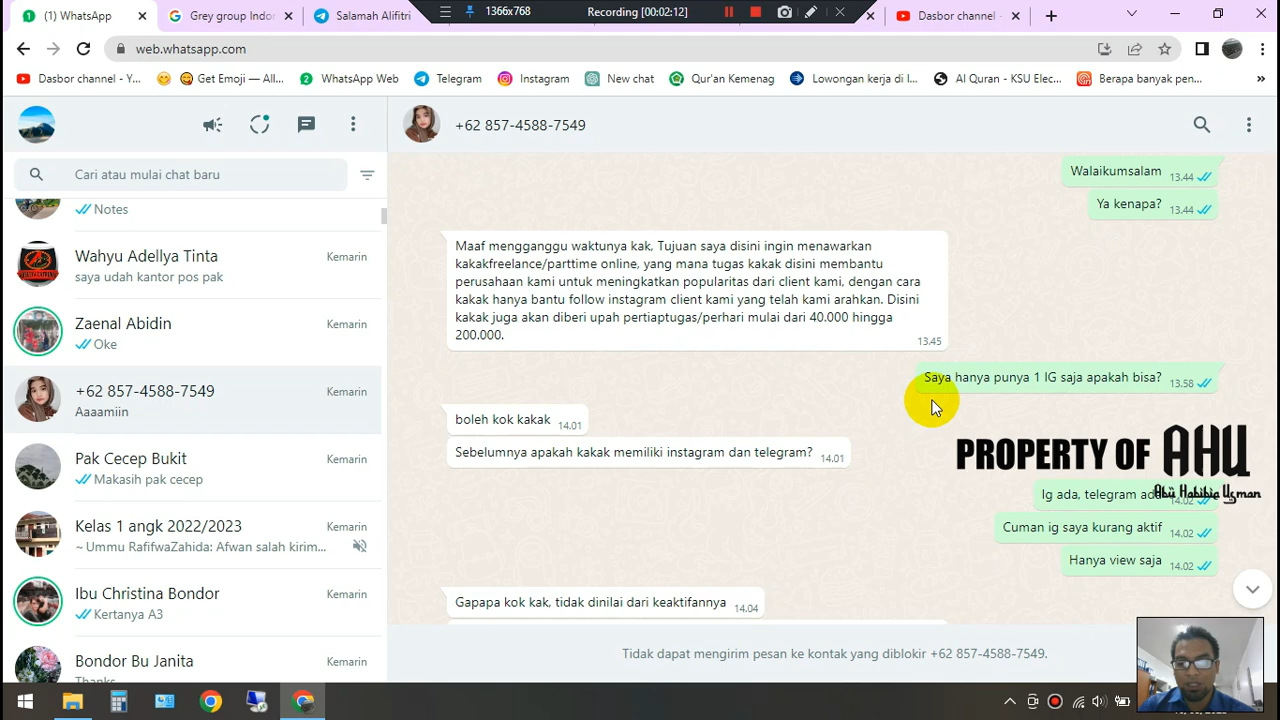 (1) WhatsApp
Grey group Indon
Salamah Alifitri
1366x768
Recording [00:02:12]
Dasbor channel -
web.whatsapp.com
Dasbor channel - Y...
Get Emoji — All...
WhatsApp Web
Telegram
Instagram
New chat
Qur'an Kemenag
Lowongan kerja di I...
Al Quran - KSU Elec...
Berapa banyak pen...
»
+62 857-4588-7549
Cari atau mulai chat baru
Notes
Wahyu Adellya Tinta
Kemarin
saya udah kantor pos pak
Zaenal Abidin
Kemarin
Oke
+62 857-4588-7549
Kemarin
Aaaamiin
Pak Cecep Bukit
Kemarin
Makasih pak cecep
Kelas 1 angk 2022/2023
Kemarin
~ Ummu RafifwaZahida: Afwan salah kirim...
Ibu Christina Bondor
Kemarin
Kertanya A3
Bondor Bu Janita
Kemarin
Thanks
Walaikumsalam 13.44
Ya kenapa? 13.44
Maaf mengganggu waktunya kak, Tujuan saya disini ingin menawarkan
kakakfreelance/parttime online, yang mana tugas kakak disini membantu
perusahaan kami untuk meningkatkan popularitas dari client kami, dengan cara
kakak hanya bantu follow instagram client kami yang telah kami arahkan. Disini
kakak juga akan diberi upah pertiaptugas/perhari mulai dari 40.000 hingga
200.000.
13.45
Saya hanya punya 1 IG saja apakah bisa? 13.58
boleh kok kakak 14.01
Sebelumnya apakah kakak memiliki instagram dan telegram? 14.01
PROPERTY OF AHU
Abu Habibia Usman
Ig ada, telegram ada 14.02
Cuman ig saya kurang aktif 14.02
Hanya view saja 14.02
Gapapa kok kak, tidak dinilai dari keaktifannya 14.04
Tidak dapat mengirim pesan ke kontak yang diblokir +62 857-4588-7549.